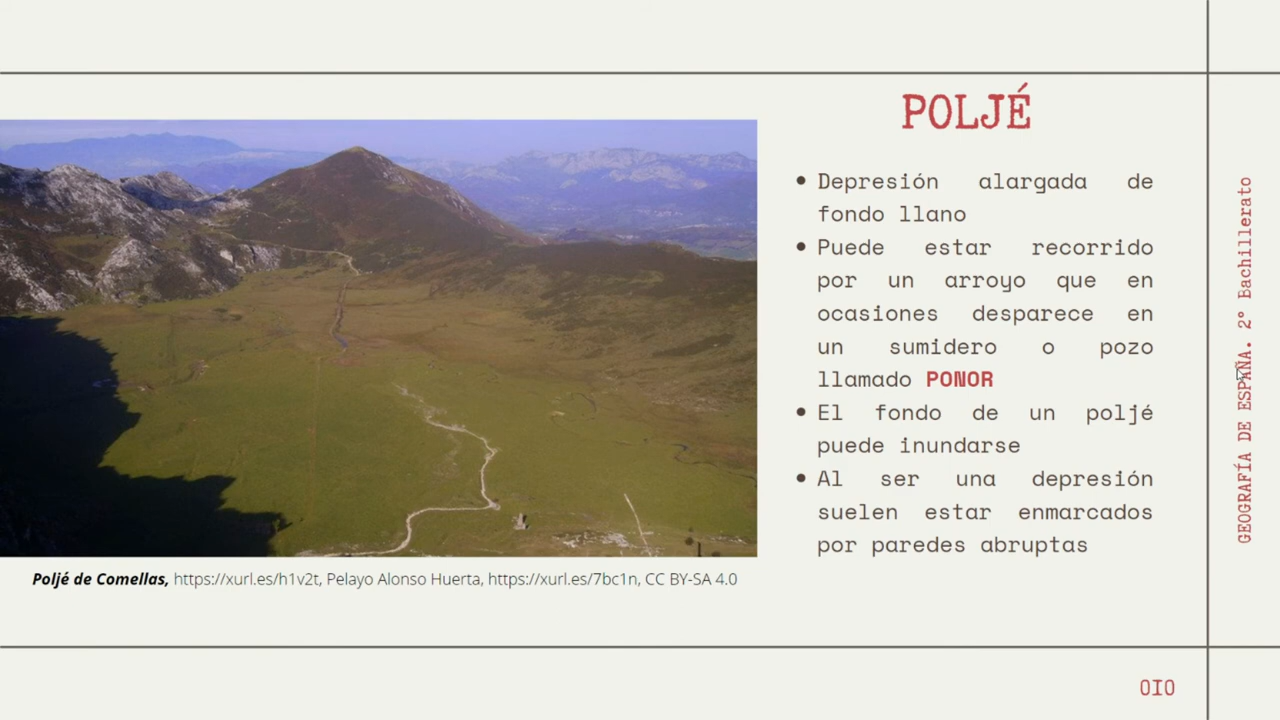 POLJÉ
Depresión alargada de
fondo llano
Puede estar recorrido
por un arroyo que en
ocasiones desparece en
un sumidero o pozo
llamado PONOR
El fondo de un poljé
puede inundarse
Al ser una depresión
suelen estar enmarcados
por paredes abruptas
Poljé de Comellas, https://xurl.es/h1v2t, Pelayo Alonso Huerta, https://xurl.es/7bc1n, CC BY-SA 4.0
GEOGRAFÍA DE ESPAÑA. 2º Bachillerato
010